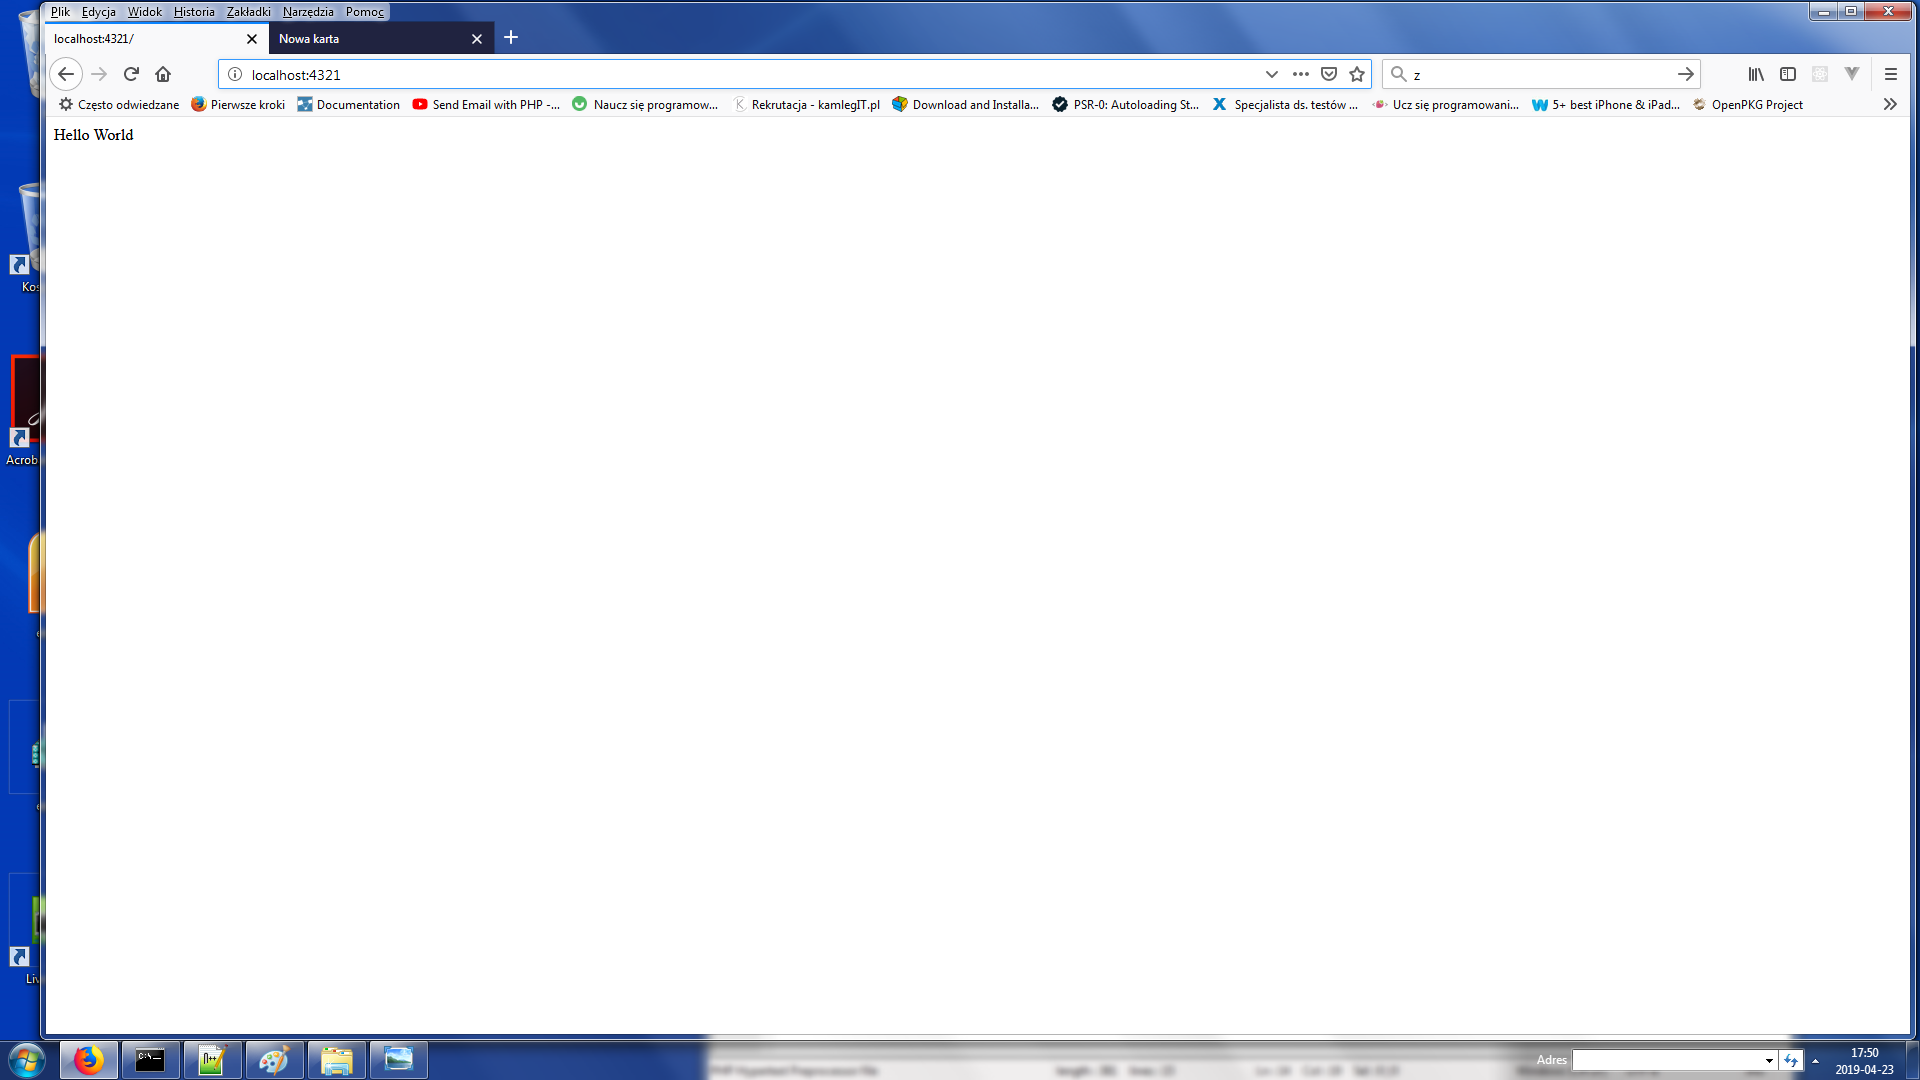 Plik Edycja Widok Historia Zakładki Narzędzia Pomoc
localhost:4321/ Nowa karta
localhost:4321 z
Często odwiedzane Pierwsze kroki Documentation Send Email with PHP -... Naucz się programow... Rekrutacja - kamlegIT.pl Download and Installa... PSR-0: Autoloading St... Specjalista ds. testów ... Ucz się programowani... 5+ best iPhone & iPad... OpenPKG Project
Hello World
Kos
Acrob
Liv
Adres
17:50
2019-04-23